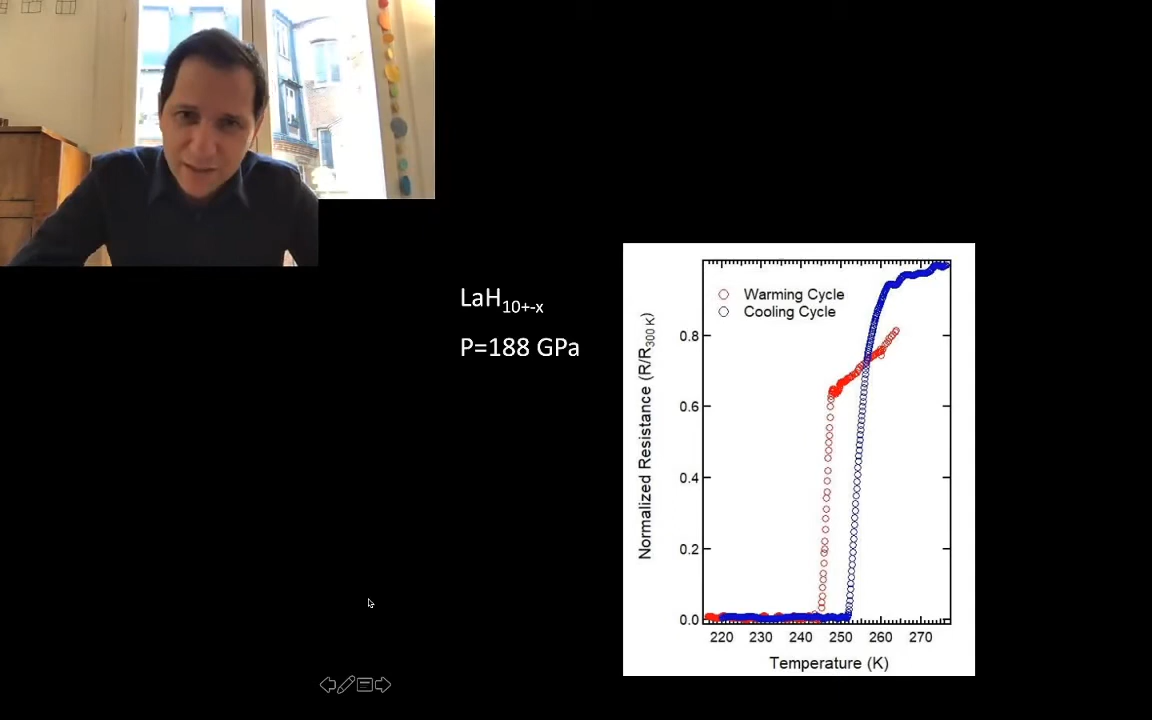 LaH10+-x
P=188 GPa
Warming Cycle
Cooling Cycle
Normalized Resistance (R/R300 K)
0.8
0.6
0.4
0.2
0.0
220 230 240 250 260 270
Temperature (K)